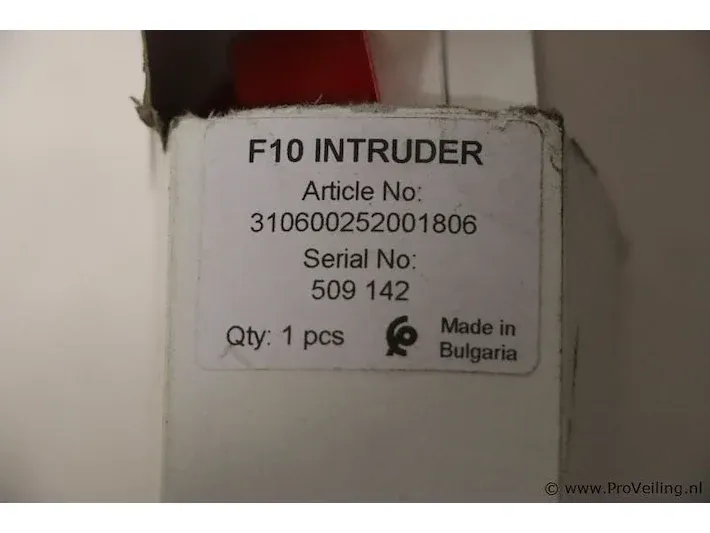 F10 INTRUDER
Article No:
310600252001806
Serial No:
509 142
Qty: 1 pcs
Made in
Bulgaria
© www.ProVeiling.nl